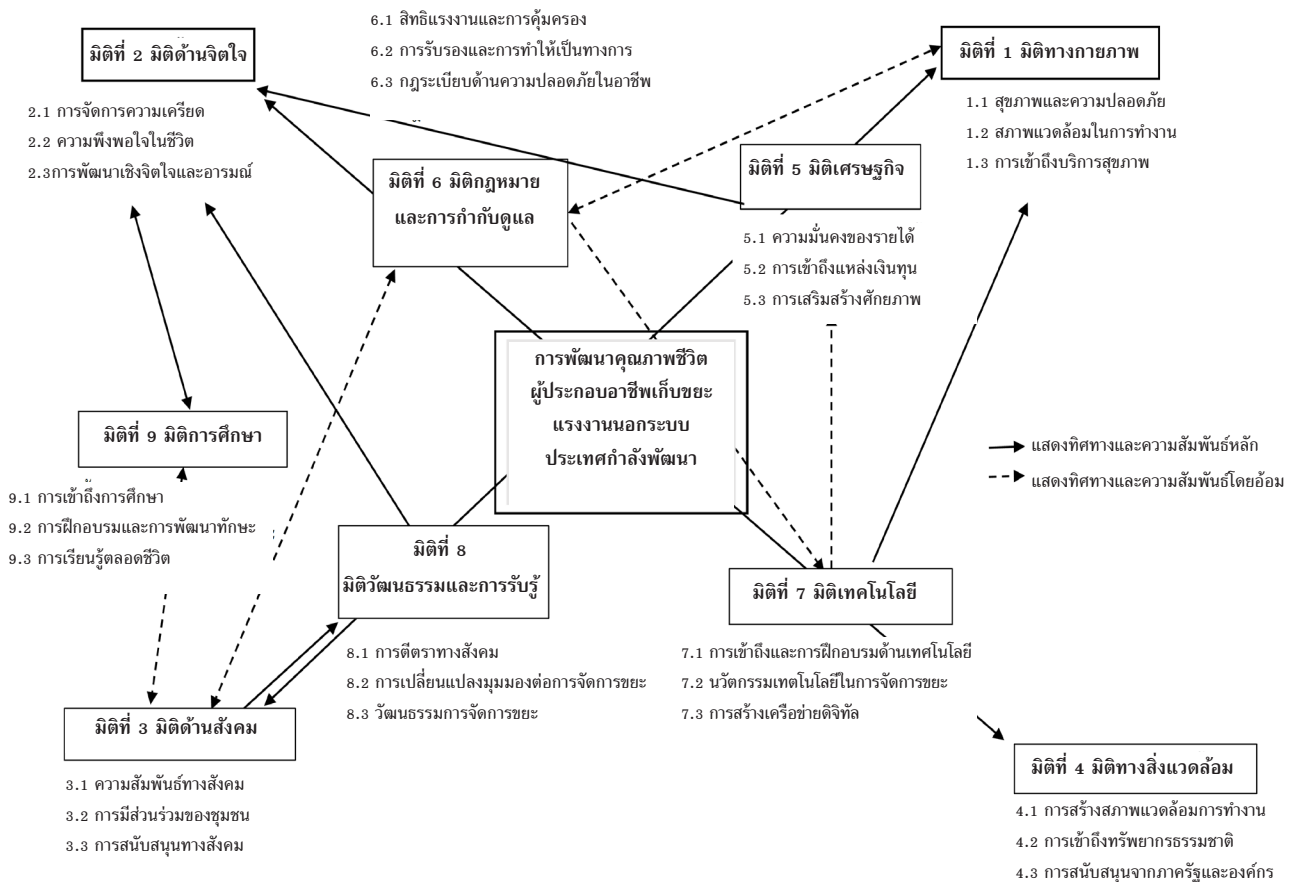 6.1 สิทธิแรงงานและการคุ้มครอง
6.2 การรับรองและการทำให้เป็นทางการ
6.3 กฎระเบียบด้านความปลอดภัยในอาชีพ
มิติที่ 2 มิติด้านจิตใจ
2.1 การจัดการความเครียด
2.2 ความพึงพอใจในชีวิต
2.3การพัฒนาเชิงจิตใจและอารมณ์
มิติที่ 1 มิติทางกายภาพ
1.1 สุขภาพและความปลอดภัย
1.2 สภาพแวดล้อมในการทำงาน
1.3 การเข้าถึงบริการสุขภาพ
มิติที่ 6 มิติกฎหมาย
และการกำกับดูแล
มิติที่ 5 มิติเศรษฐกิจ
5.1 ความมั่นคงของรายได้
5.2 การเข้าถึงแหล่งเงินทุน
5.3 การเสริมสร้างศักยภาพ
การพัฒนาคุณภาพชีวิต
ผู้ประกอบอาชีพเก็บขยะ
แรงงานนอกระบบ
ประเทศกำลังพัฒนา
มิติที่ 9 มิติการศึกษา
9.1 การเข้าถึงการศึกษา
9.2 การฝึกอบรมและการพัฒนาทักษะ
9.3 การเรียนรู้ตลอดชีวิต
แสดงทิศทางและความสัมพันธ์หลัก
แสดงทิศทางและความสัมพันธ์โดยอ้อม
มิติที่ 8
มิติวัฒนธรรมและการรับรู้
8.1 การตีตราทางสังคม
8.2 การเปลี่ยนแปลงมุมมองต่อการจัดการขยะ
8.3 วัฒนธรรมการจัดการขยะ
มิติที่ 7 มิติเทคโนโลยี
7.1 การเข้าถึงและการฝึกอบรมด้านเทคโนโลยี
7.2 นวัตกรรมเทตโนโลยีในการจัดการขยะ
7.3 การสร้างเครือข่ายดิจิทัล
มิติที่ 3 มิติด้านสังคม
3.1 ความสัมพันธ์ทางสังคม
3.2 การมีส่วนร่วมของชุมชน
3.3 การสนับสนุนทางสังคม
มิติที่ 4 มิติทางสิ่งแวดล้อม
4.1 การสร้างสภาพแวดล้อมการทำงาน
4.2 การเข้าถึงทรัพยากรธรรมชาติ
4.3 การสนับสนุนจากภาครัฐและองค์กร